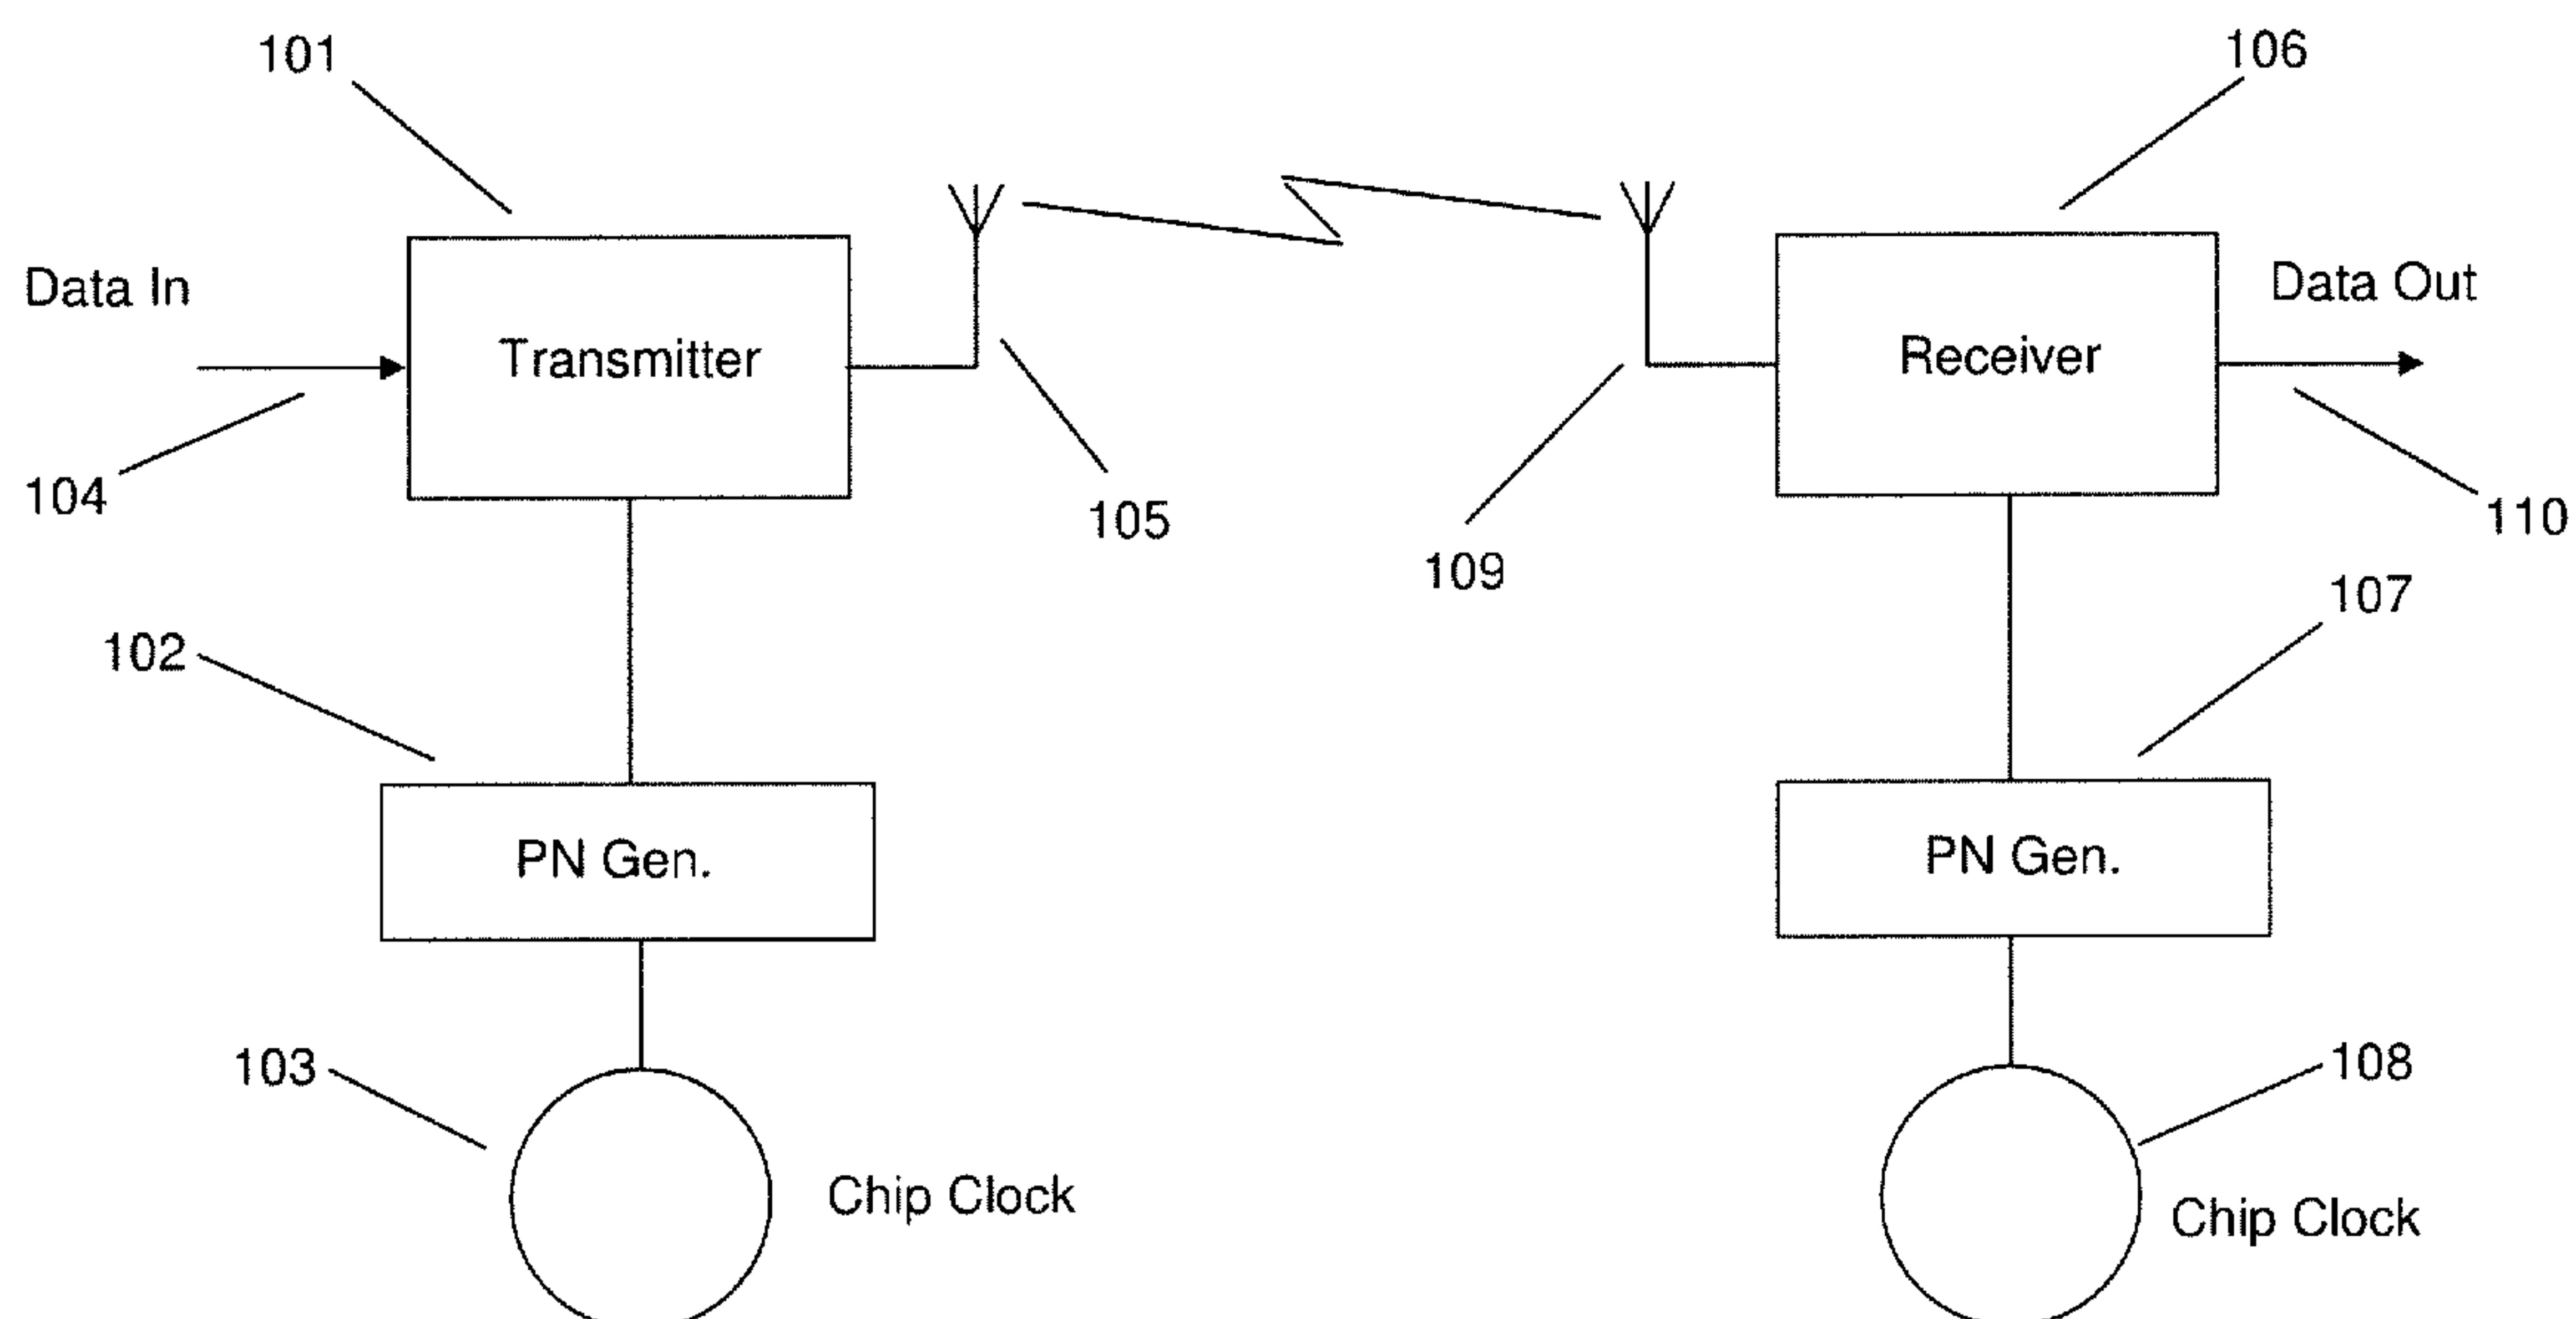 101
106
Data In
Data Out
Transmitter
Receiver
104
105
110
109
107
102
PN Gen.
PN Gen.
103
108
Chip Clock
Chip Clock